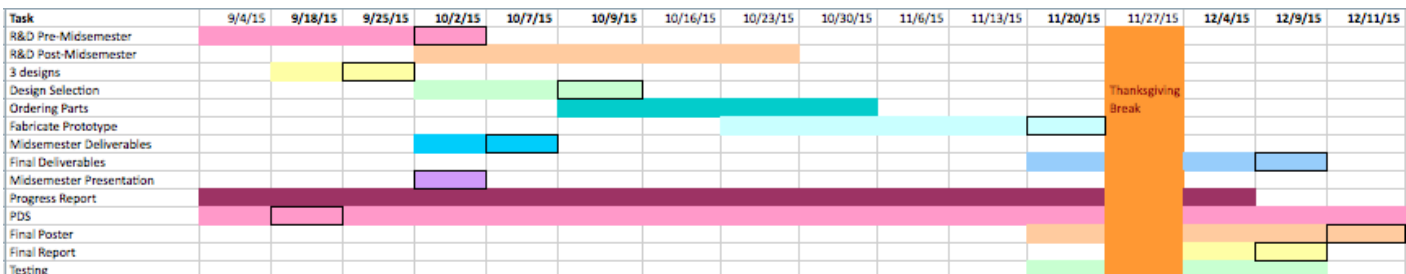 Task 9/4/15 9/18/15 9/25/15 10/2/15 10/7/15 10/9/15 10/16/15 10/23/15 10/30/15 11/6/15 11/13/15 11/20/15 11/27/15 12/4/15 12/9/15 12/11/15
R&D Pre-Midsemester
R&D Post-Midsemester
3 designs
Design Selection
Thanksgiving
Ordering Parts
Break
Fabricate Prototype
Midsemester Deliverables
Final Deliverables
Midsemester Presentation
Progress Report
PDS
Final Poster
Final Report
Testing